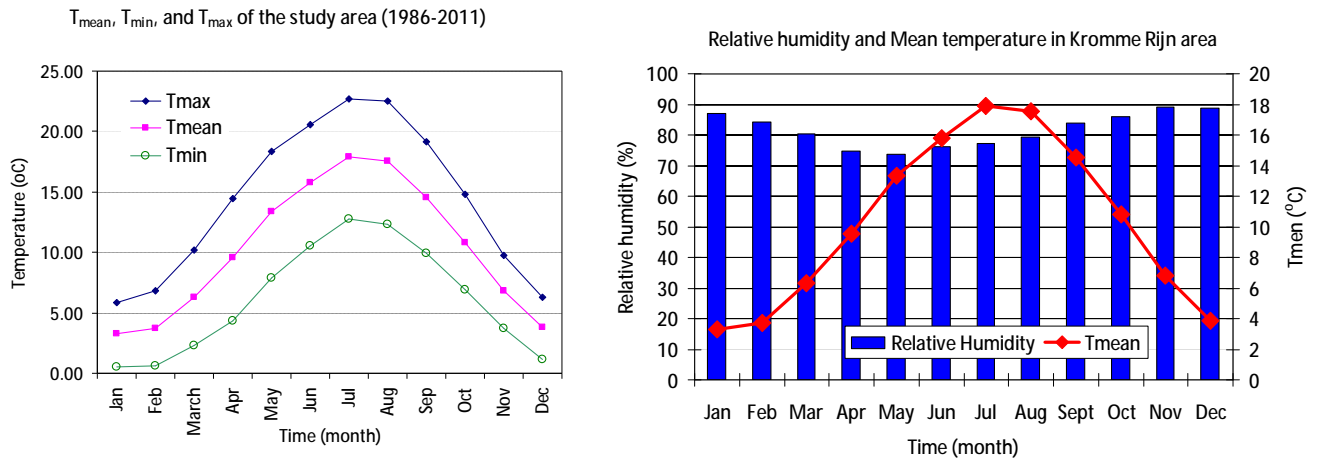 Tmean, Tmin, and Tmax of the study area (1986-2011)
25.00
20.00
15.00
10.00
5.00
0.00
Temperature (oC)
Tmax
Tmean
Tmin
Jan Feb March Apr May Jun Jul Aug Sep Oct Nov Dec
Time (month)
Relative humidity and Mean temperature in Kromme Rijn area
100
90
80
70
60
50
40
30
20
10
0
Relative humidity (%)
20
18
16
14
12
10
8
6
4
2
0
Tmen (oC)
Relative Humidity Tmean
Jan Feb Mar Apr May Jun Jul Aug Sept Oct Nov Dec
Time (month)